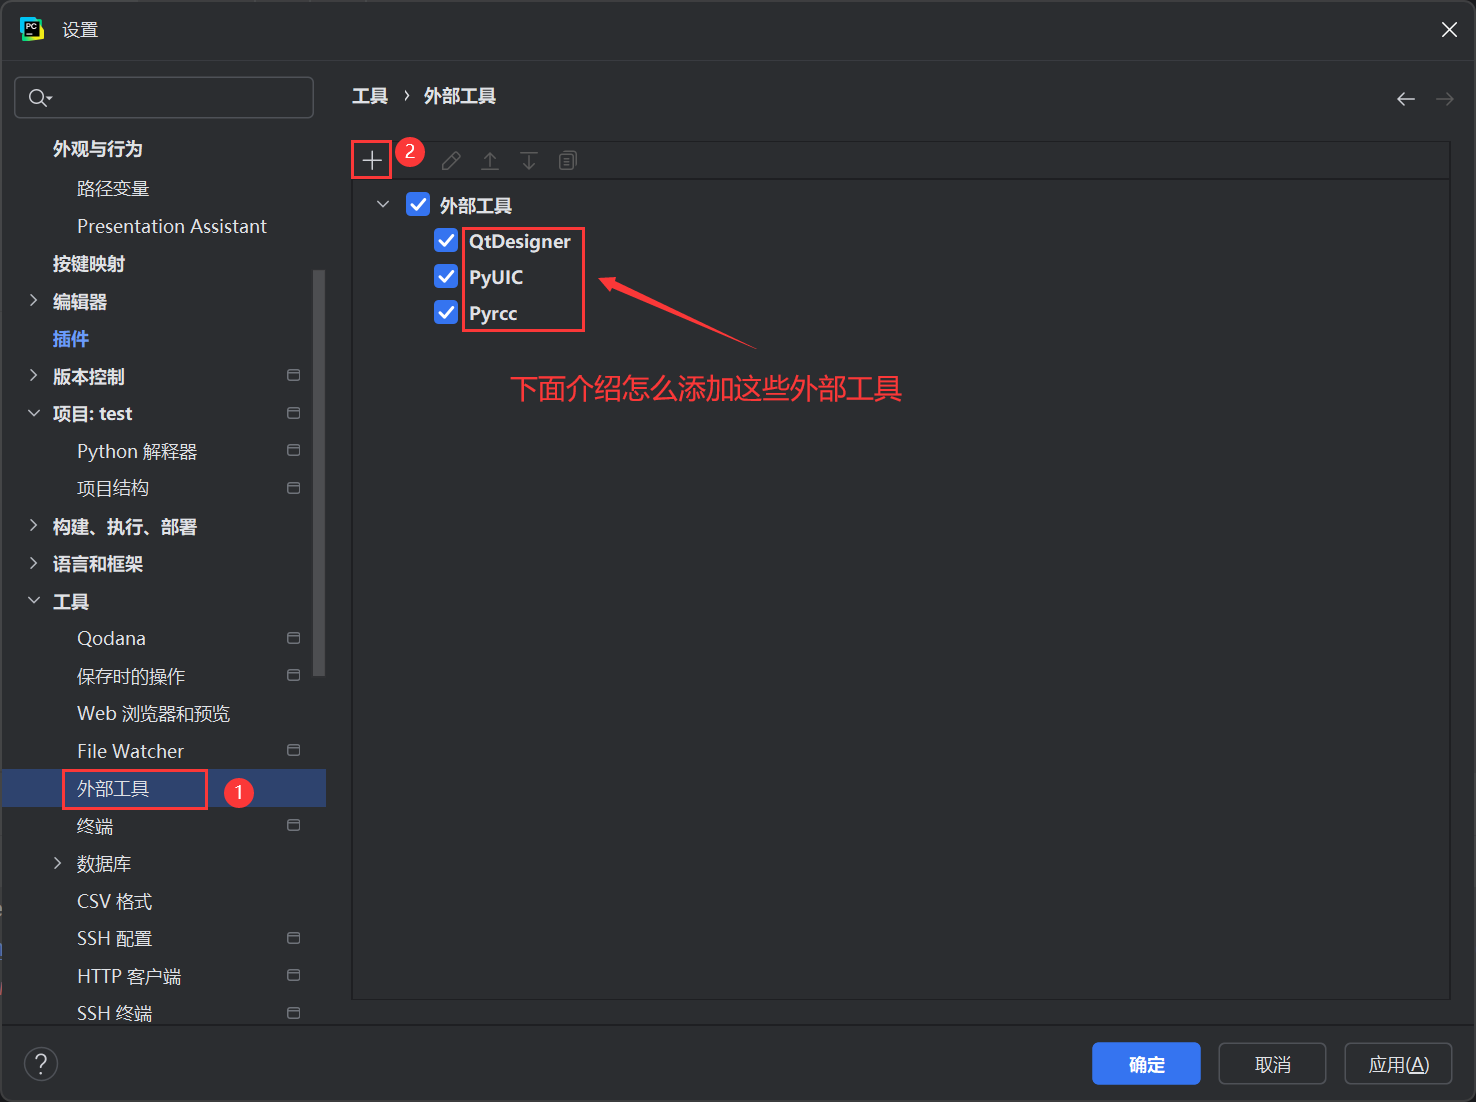 PC
设置
外观与行为
路径变量
Presentation Assistant
按键映射
编辑器
插件
版本控制
项目: test
Python 解释器
项目结构
构建、执行、部署
语言和框架
工具
Qodana
保存时的操作
Web 浏览器和预览
File Watcher
外部工具
1
终端
数据库
CSV 格式
SSH 配置
HTTP 客户端
SSH 终端
工具 › 外部工具
2
外部工具
QtDesigner
PyUIC
Pyrcc
下面介绍怎么添加这些外部工具
?
确定
取消
应用(A)